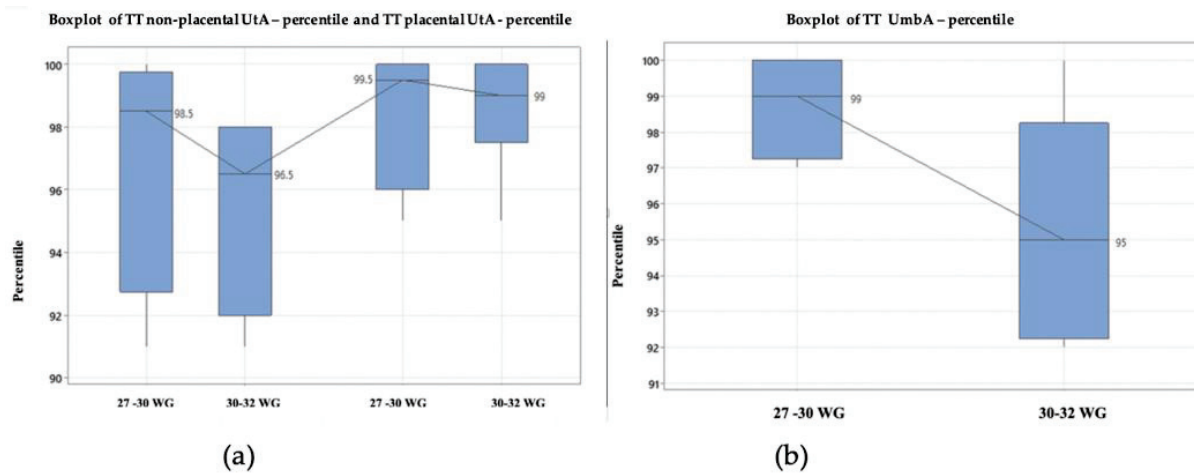 Boxplot of TT non-placental UtA – percentile and TT placental UtA - percentile
Percentile
100
98
96
94
92
90
98.5
96.5
99.5
99
27 -30 WG
30-32 WG
27 -30 WG
30-32 WG
(a)
Boxplot of TT UmbA – percentile
Percentile
100
99
98
97
96
95
94
93
92
91
99
95
27 -30 WG
30-32 WG
(b)